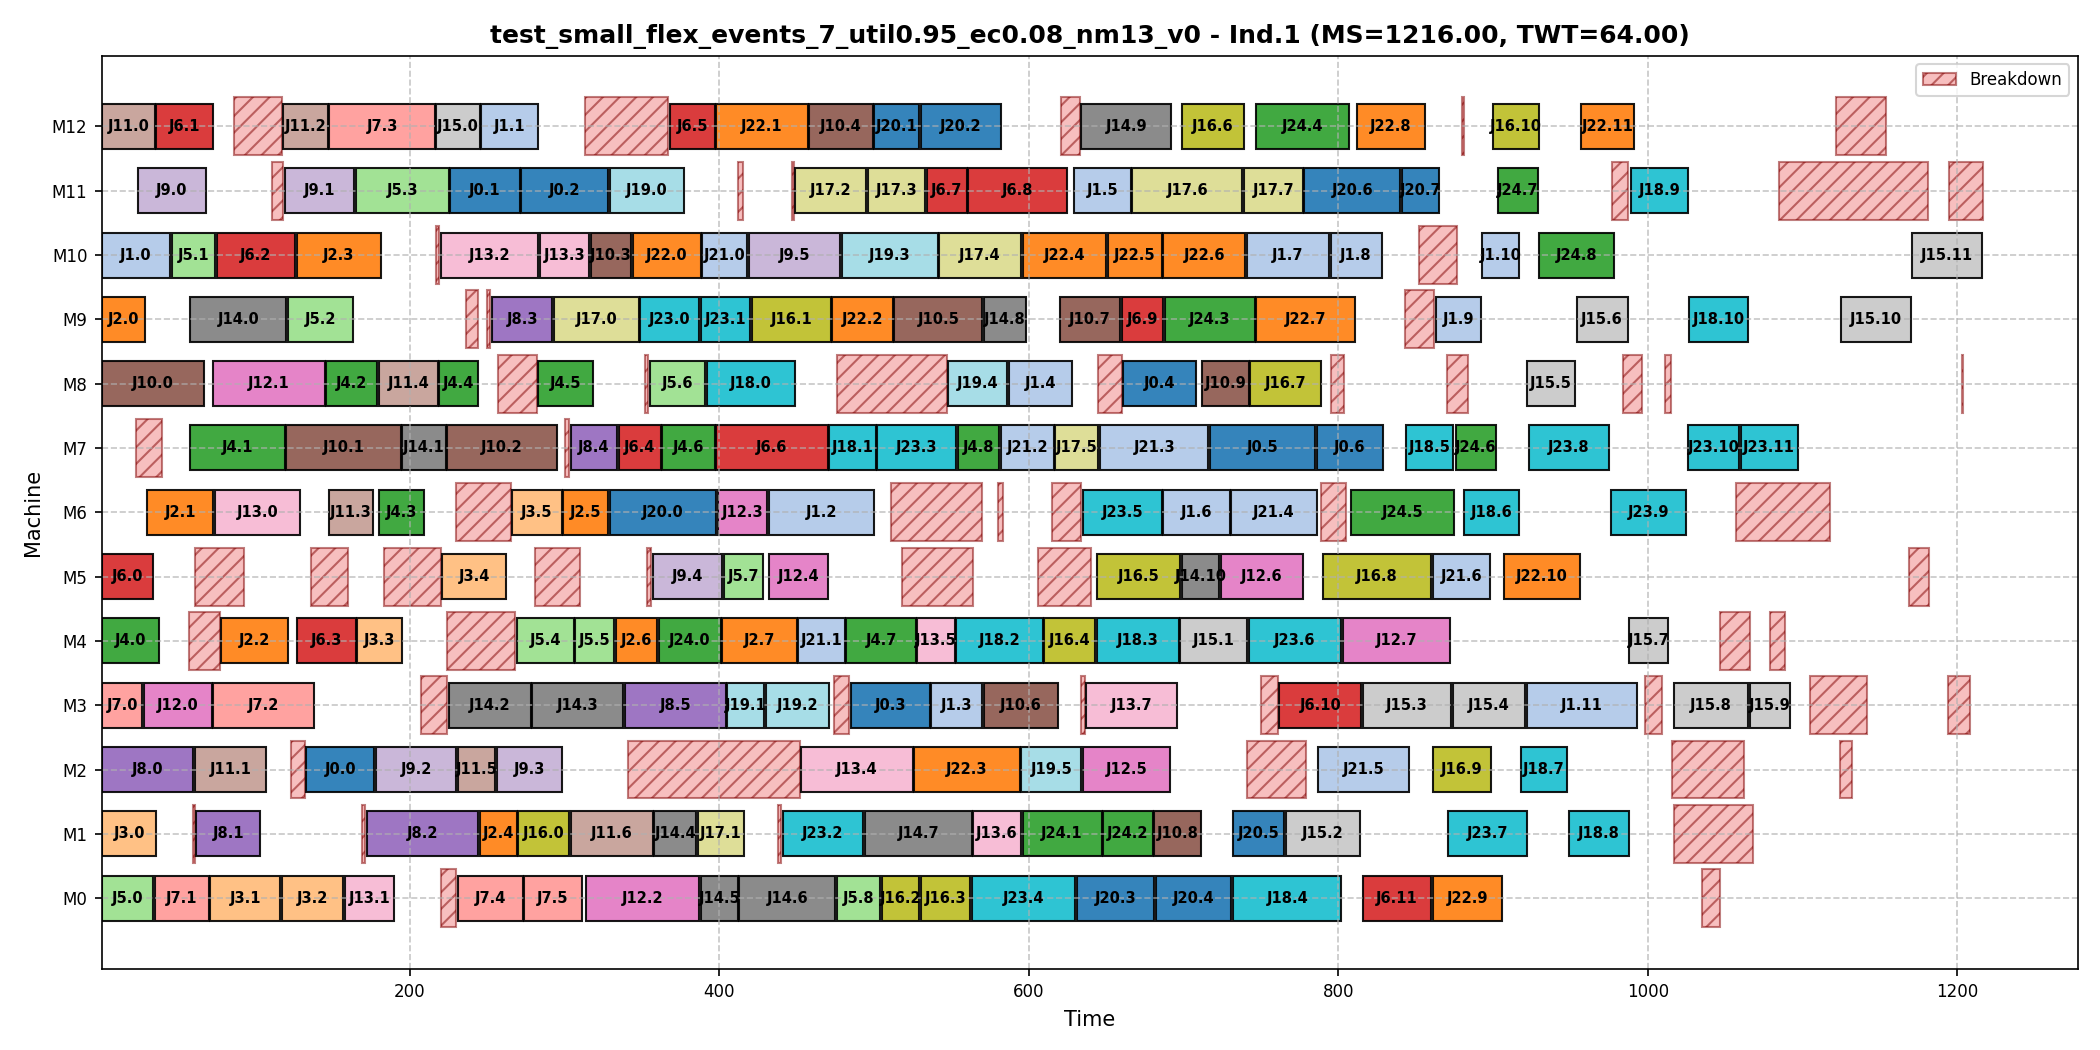 test_small_flex_events_7_util0.95_ec0.08_nm13_v0 - Ind.1 (MS=1216.00, TWT=64.00)
Breakdown
M12 J11.0 J6.1 J11.2 J7.3 J15.0 J1.1 J6.5 J22.1 J10.4 J20.1 J20.2 J14.9 J16.6 J24.4 J22.8 J16.10 J22.11
M11 J9.0 J9.1 J5.3 J0.1 J0.2 J19.0 J17.2 J17.3 J6.7 J6.8 J1.5 J17.6 J17.7 J20.6 J20.7 J24.7 J18.9
M10 J1.0 J5.1 J6.2 J2.3 J13.2 J13.3 J10.3 J22.0 J21.0 J9.5 J19.3 J17.4 J22.4 J22.5 J22.6 J1.7 J1.8 J1.10 J24.8 J15.11
M9 J2.0 J14.0 J5.2 J8.3 J17.0 J23.0 J23.1 J16.1 J22.2 J10.5 J14.8 J10.7 J6.9 J24.3 J22.7 J1.9 J15.6 J18.10 J15.10
M8 J10.0 J12.1 J4.2 J11.4 J4.4 J4.5 J5.6 J18.0 J19.4 J1.4 J0.4 J10.9 J16.7 J15.5
M7 J4.1 J10.1 J14.1 J10.2 J8.4 J6.4 J4.6 J6.6 J18.1 J23.3 J4.8 J21.2 J17.5 J21.3 J0.5 J0.6 J18.5 J24.6 J23.8 J23.10 J23.11
M6 J2.1 J13.0 J11.3 J4.3 J3.5 J2.5 J20.0 J12.3 J1.2 J23.5 J1.6 J21.4 J24.5 J18.6 J23.9
M5 J6.0 J3.4 J9.4 J5.7 J12.4 J16.5 J14.10 J12.6 J16.8 J21.6 J22.10
M4 J4.0 J2.2 J6.3 J3.3 J5.4 J5.5 J2.6 J24.0 J2.7 J21.1 J4.7 J13.5 J18.2 J16.4 J18.3 J15.1 J23.6 J12.7 J15.7
M3 J7.0 J12.0 J7.2 J14.2 J14.3 J8.5 J19.1 J19.2 J0.3 J1.3 J10.6 J13.7 J6.10 J15.3 J15.4 J1.11 J15.8 J15.9
M2 J8.0 J11.1 J0.0 J9.2 J11.5 J9.3 J13.4 J22.3 J19.5 J12.5 J21.5 J16.9 J18.7
M1 J3.0 J8.1 J8.2 J2.4 J16.0 J11.6 J14.4 J17.1 J23.2 J14.7 J13.6 J24.1 J24.2 J10.8 J20.5 J15.2 J23.7 J18.8
M0 J5.0 J7.1 J3.1 J3.2 J13.1 J7.4 J7.5 J12.2 J14.5 J14.6 J5.8 J16.2 J16.3 J23.4 J20.3 J20.4 J18.4 J6.11 J22.9
Machine
200 400 600 800 1000 1200
Time